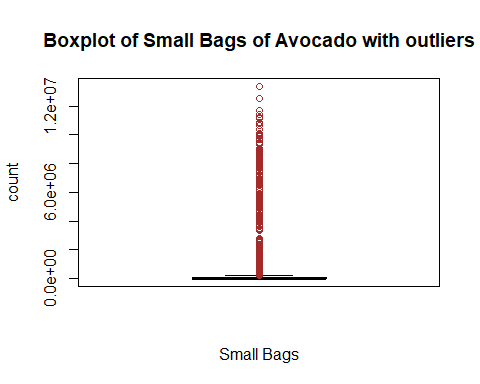 Boxplot of Small Bags of Avocado with outliers
1.2e+07
6.0e+06
0.0e+00
count
Small Bags